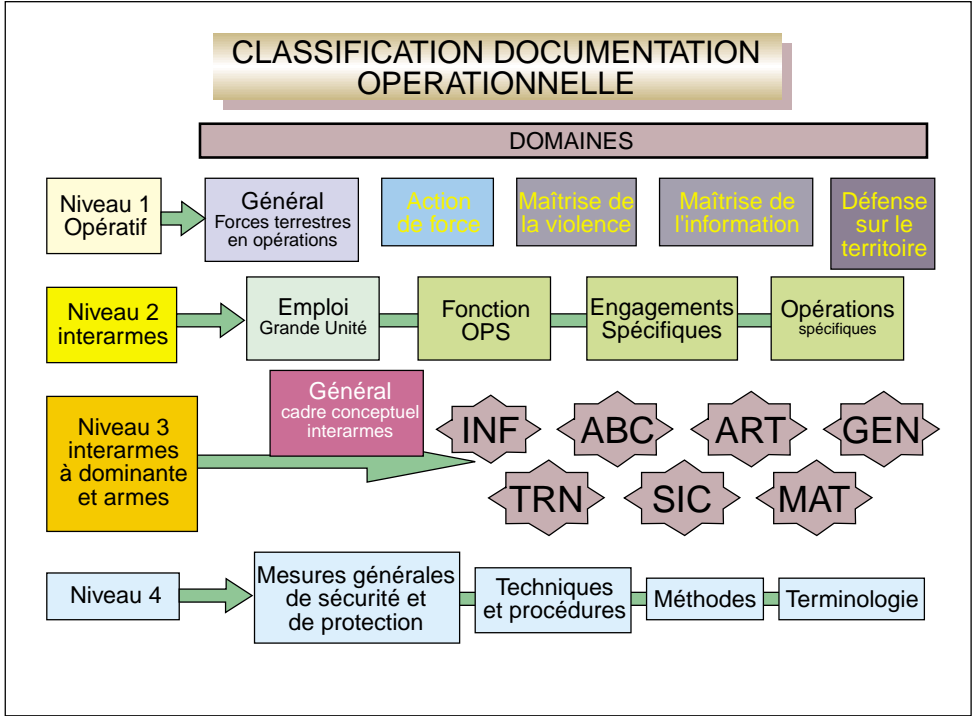 CLASSIFICATION DOCUMENTATION
OPERATIONNELLE
DOMAINES
Niveau 1
Opératif
Général
Forces terrestres
en opérations
Action
de force
Maîtrise de
la violence
Maîtrise de
l'information
Défense
sur le
territoire
Niveau 2
interarmes
Emploi
Grande Unité
Fonction
OPS
Engagements
Spécifiques
Opérations
spécifiques
Niveau 3
interarmes
à dominante
et armes
Général
cadre conceptuel
interarmes
INF
ABC
ART
GEN
TRN
SIC
MAT
Niveau 4
Mesures générales
de sécurité et
de protection
Techniques
et procédures
Méthodes
Terminologie